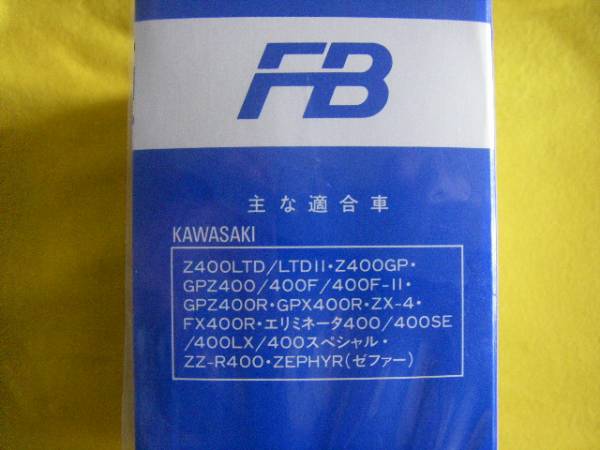 FB
主な適合車
KAWASAKI
Z400LTD/LTDII・Z400GP・
GPZ400/400F/400F-II・
GPZ400R・GPX400R・ZX-4・
FX400R・エリミネータ400/400SE
/400LX/400スペシャル・
ZZ-R400・ZEPHYR(ゼファー)